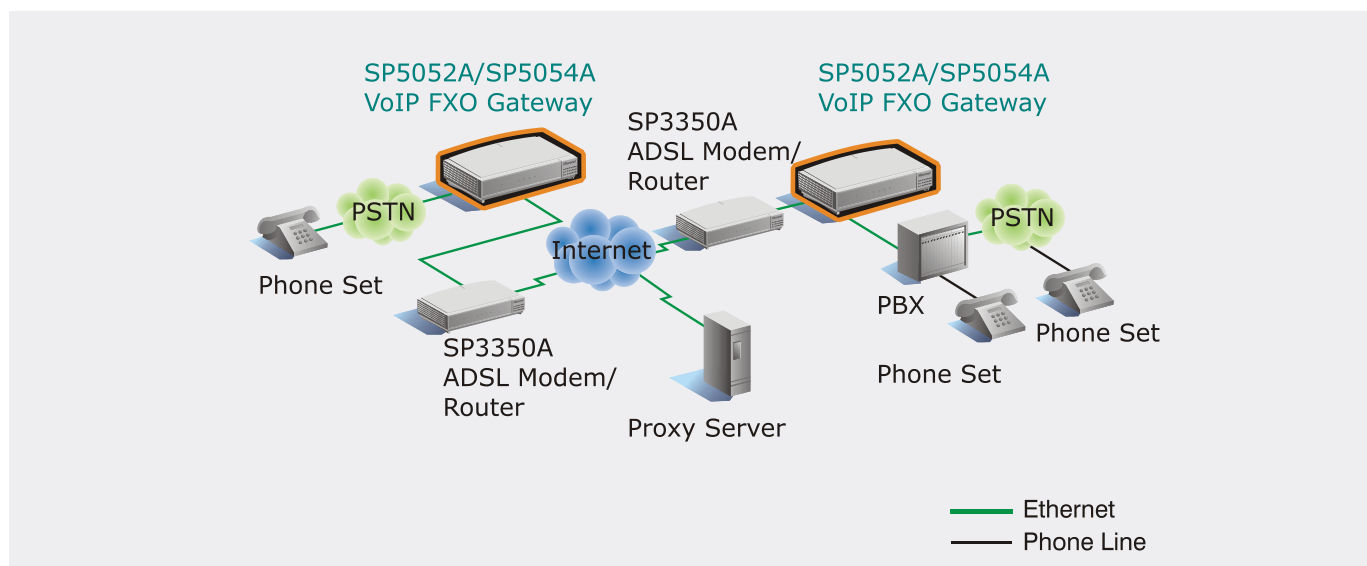 SP5052A/SP5054A
VoIP FXO Gateway
SP5052A/SP5054A
VoIP FXO Gateway
SP3350A
ADSL Modem/
Router
PSTN
Phone Set
Internet
PSTN
PBX
Phone Set
Phone Set
SP3350A
ADSL Modem/
Router
Proxy Server
Ethernet
Phone Line